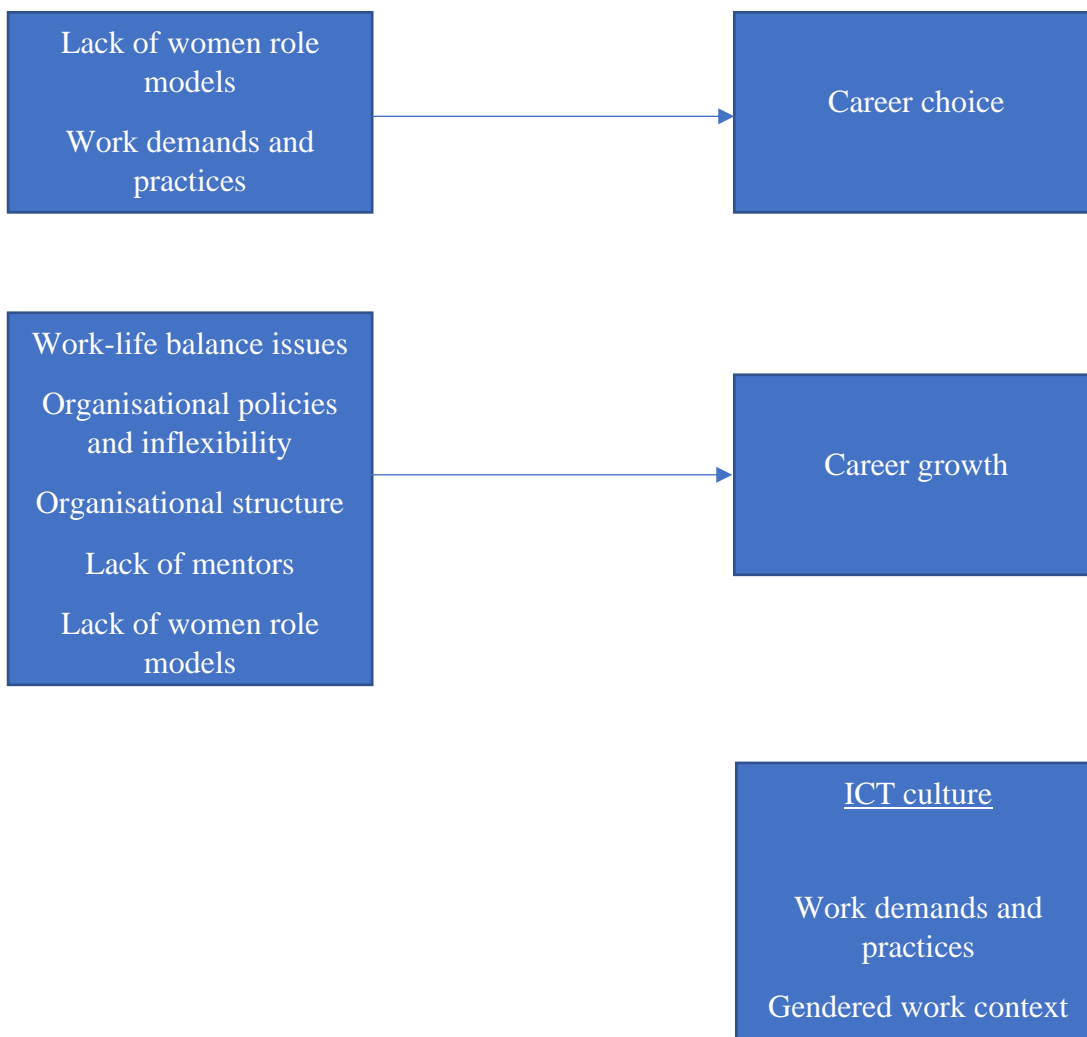 Lack of women role
models
Work demands and
practices
Career choice
Work-life balance issues
Organisational policies
and inflexibility
Organisational structure
Lack of mentors
Lack of women role
models
Career growth
ICT culture
Work demands and
practices
Gendered work context